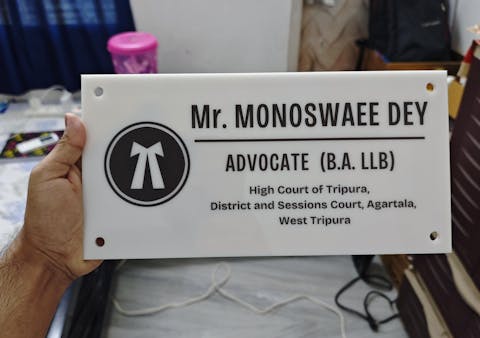 Mr. MONOSWAEE DEY
ADVOCATE (B.A. LLB)
High Court of Tripura,
District and Sessions Court, Agartala,
West Tripura